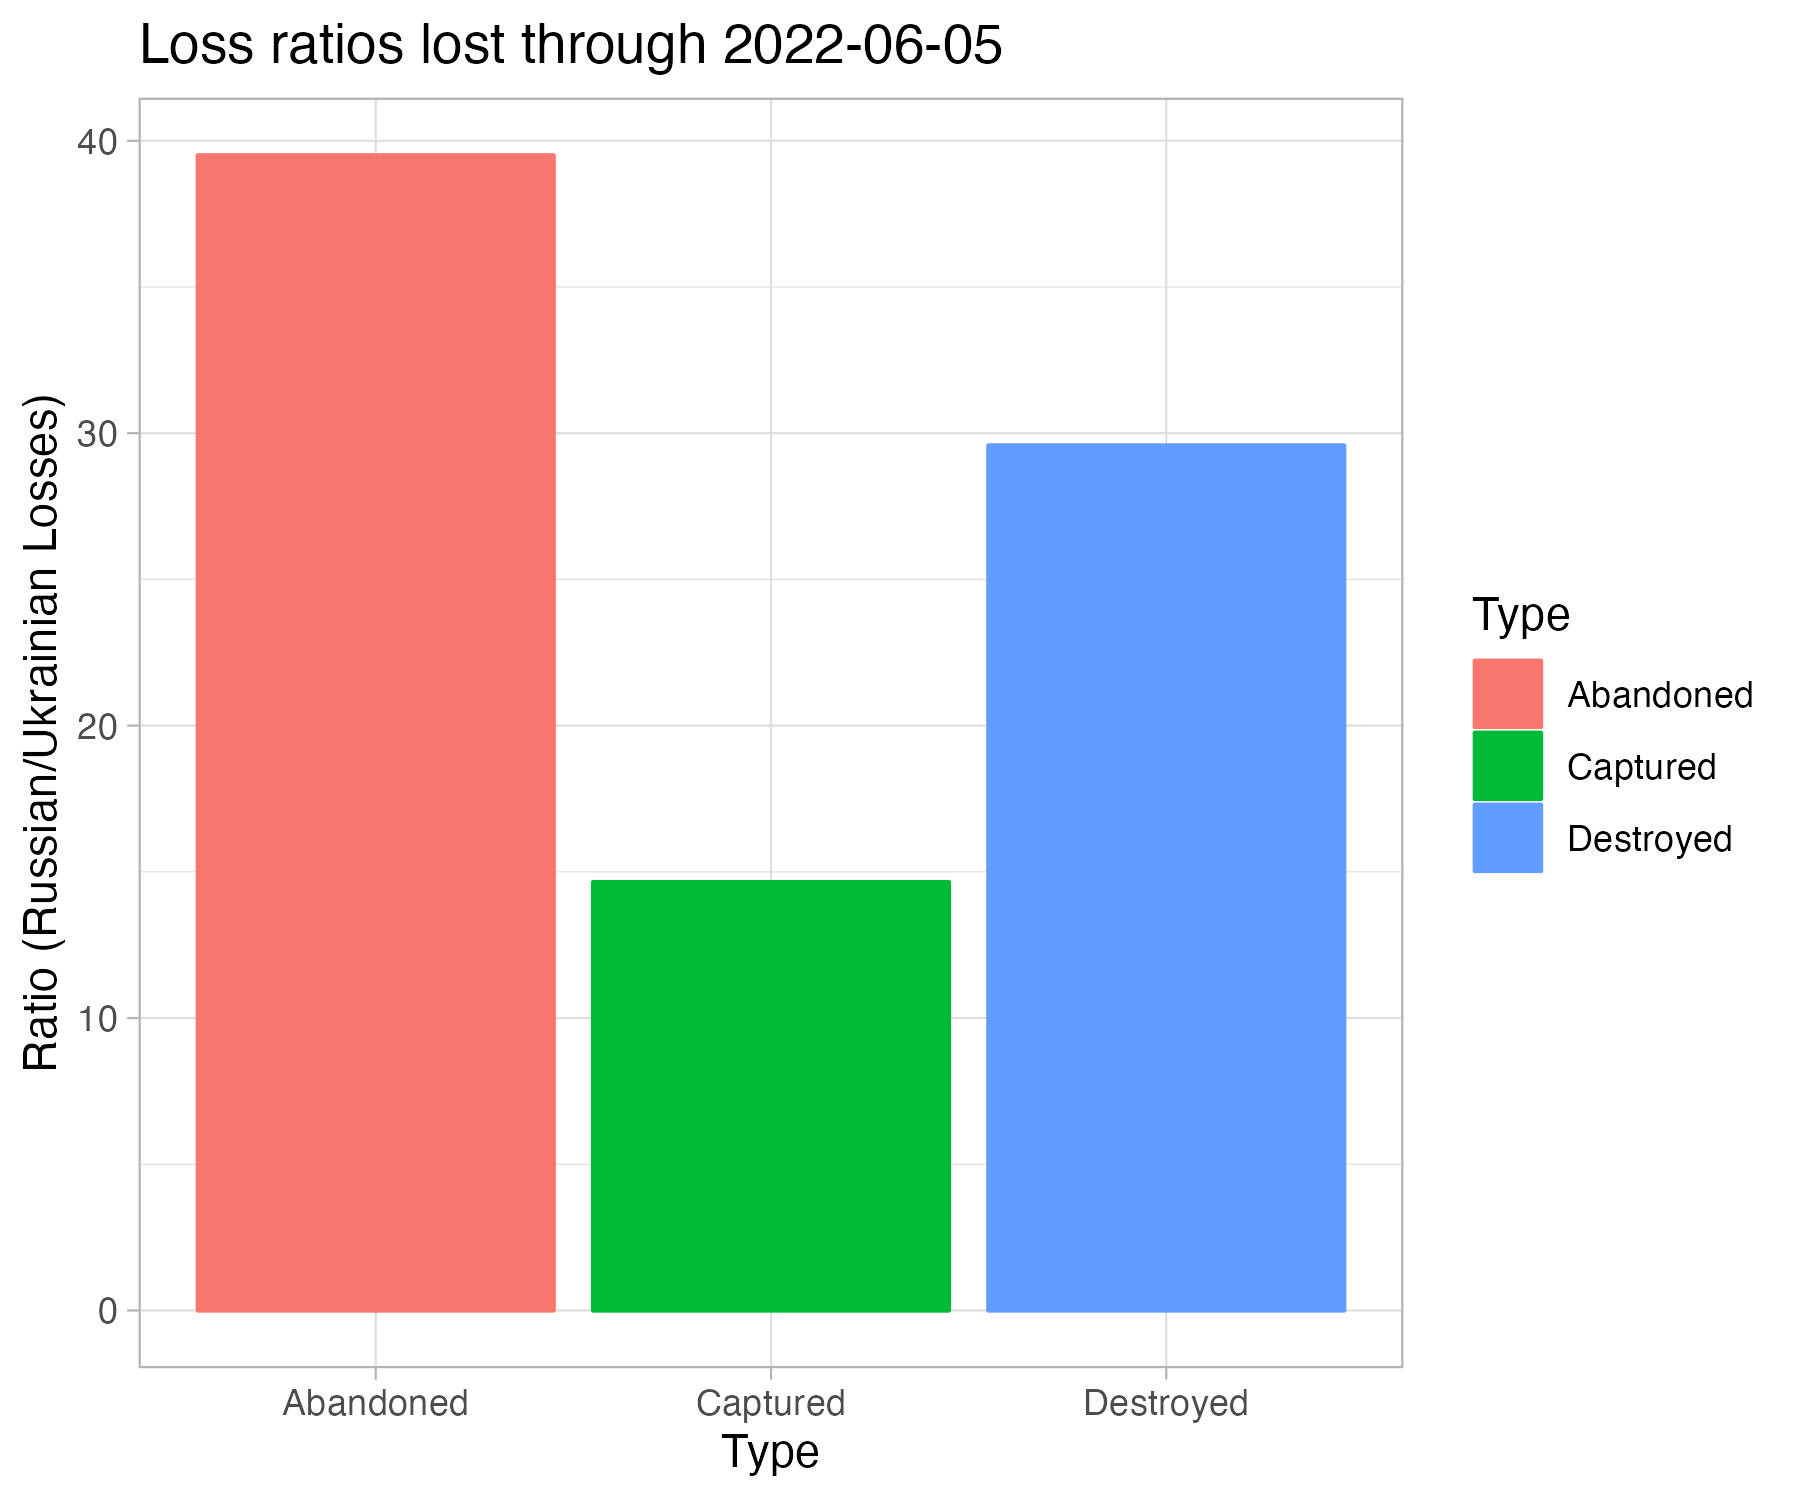 Loss ratios lost through 2022-06-05
Ratio (Russian/Ukrainian Losses)
40
30
20
10
0
Abandoned
Captured
Destroyed
Type
Type
Abandoned
Captured
Destroyed